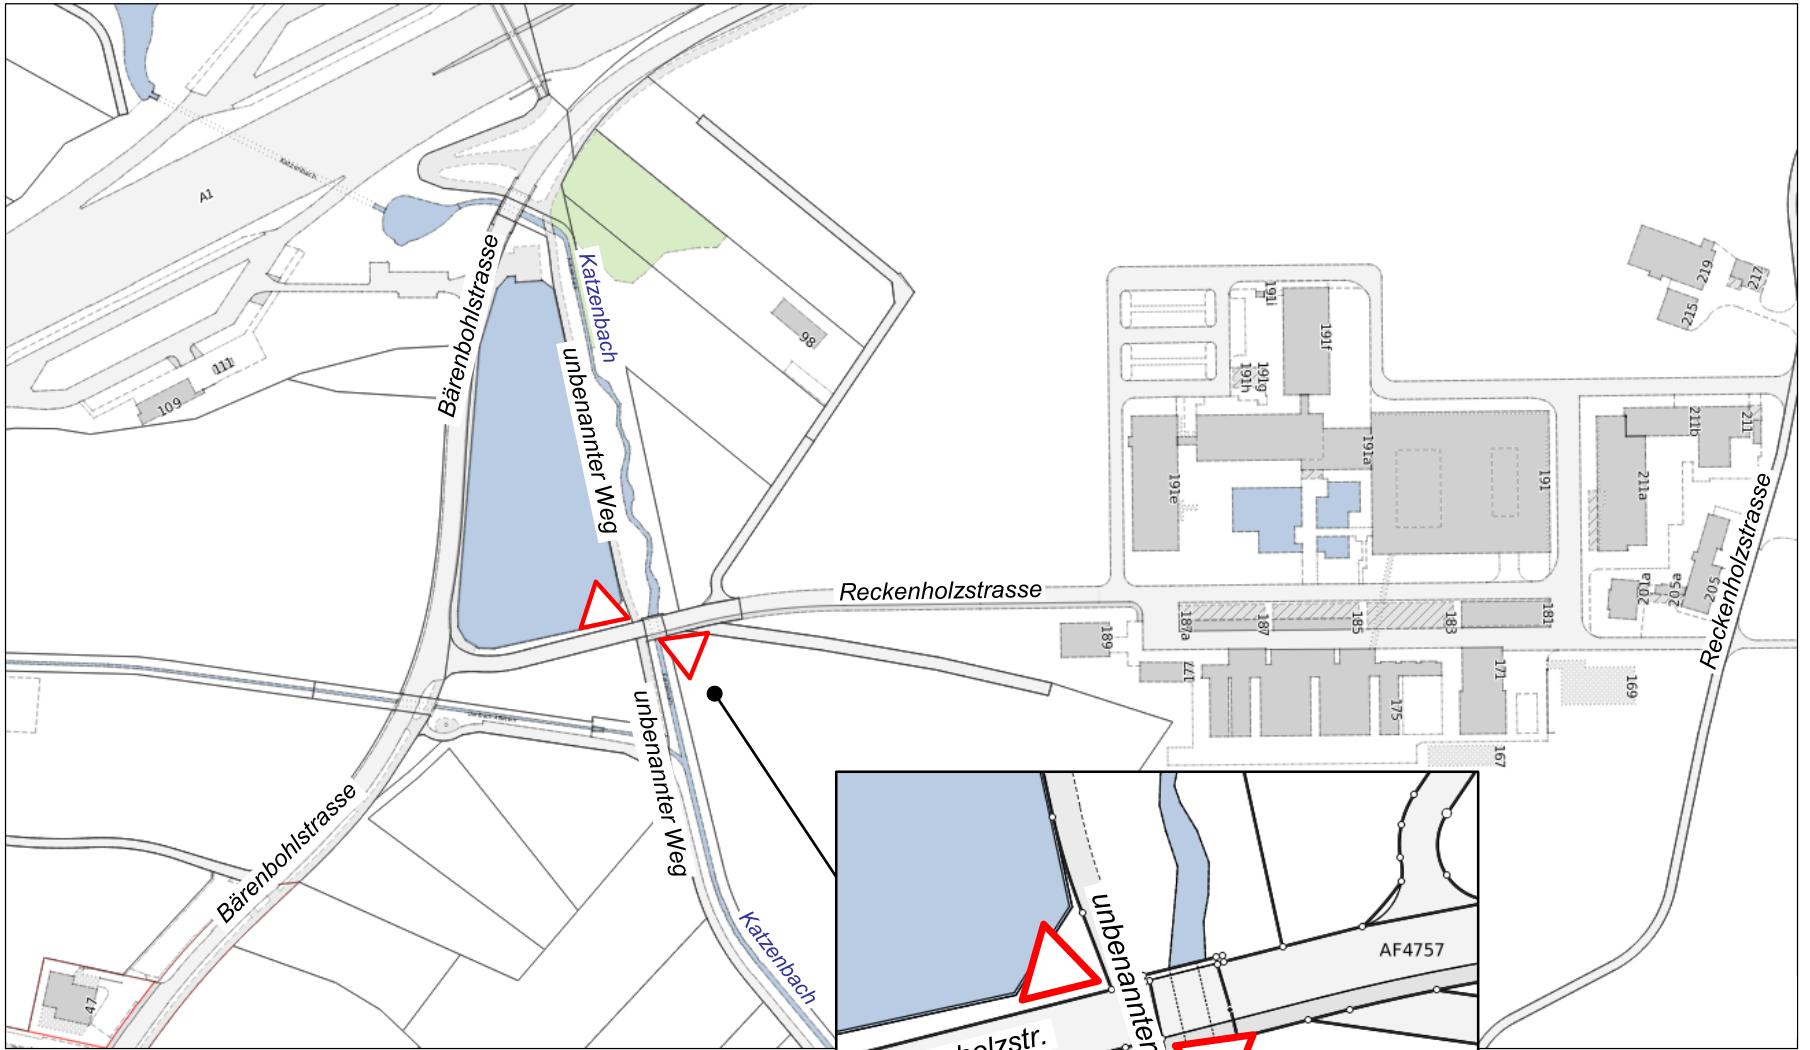 A1
Katzenbach
Bärenbohlstrasse
Katzenbach
unbenannter Weg
98
111
109
219
217
215
191i
191f
191g
191h
191a
191e
191
211b
211
211a
201a
205a
205
Reckenholzstrasse
Reckenholzstrasse
187a
187
185
183
181
189
177
175
171
169
167
unbenannter Weg
Bärenbohlstrasse
Katzenbach
47
unbenannter
AF4757
holzstr.